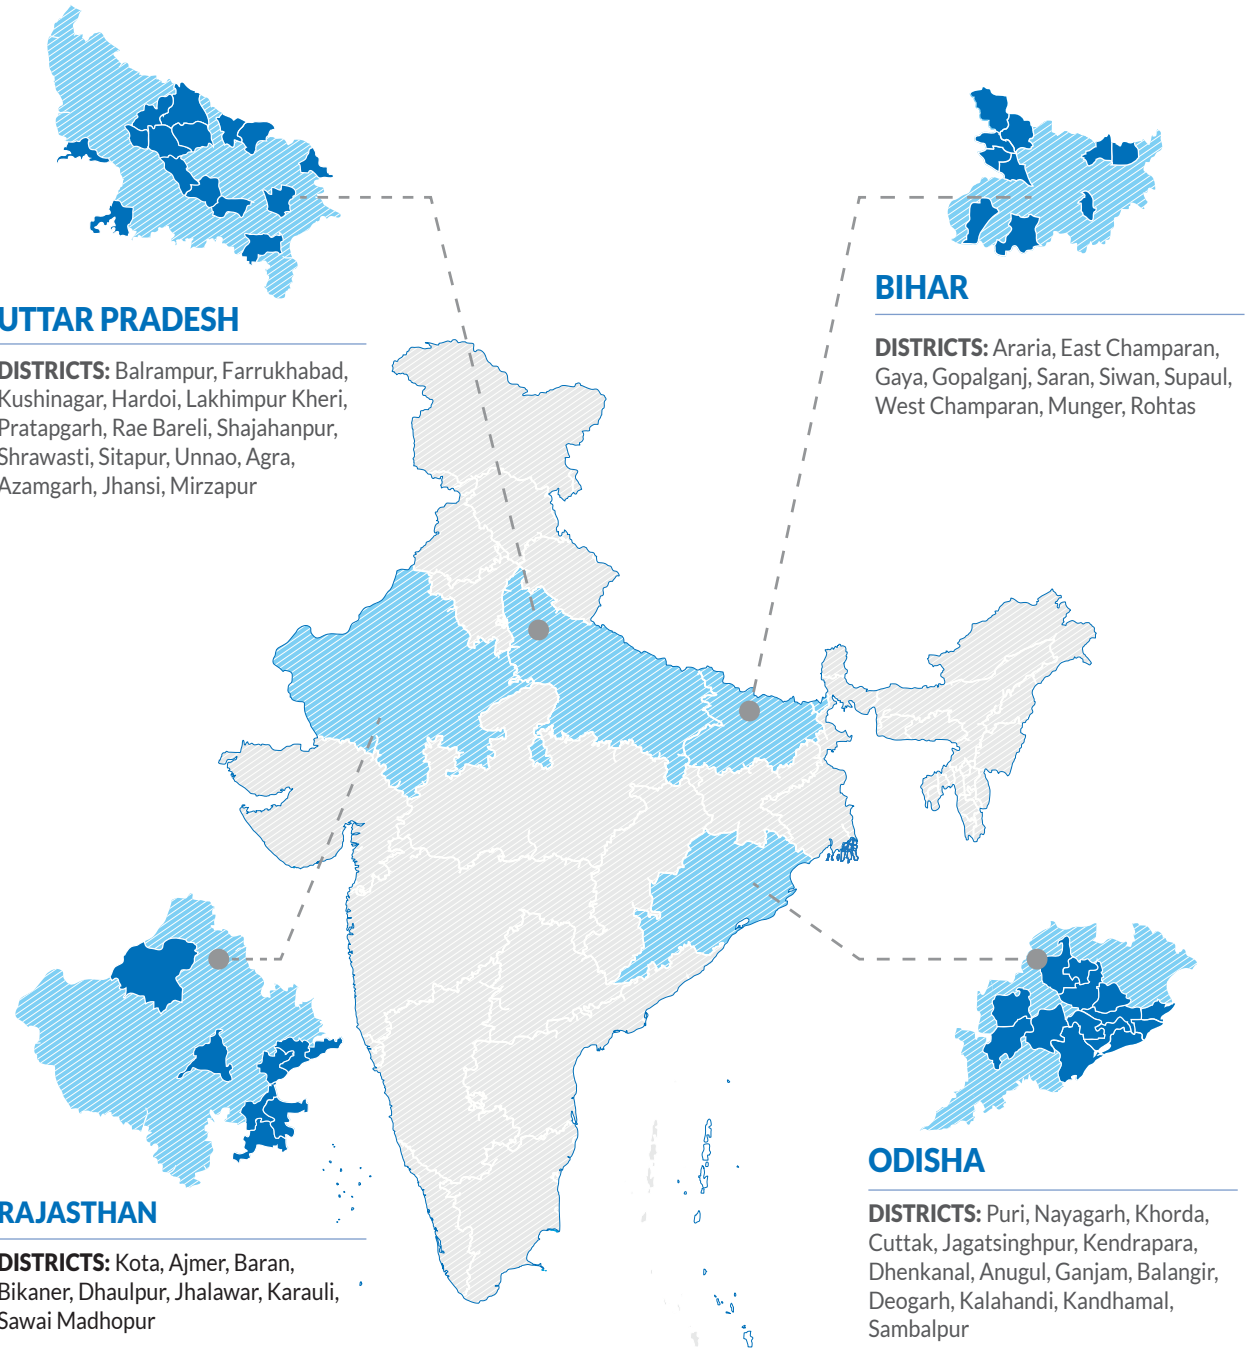 UTTAR PRADESH
DISTRICTS: Balrampur, Farrukhabad,
Kushinagar, Hardoi, Lakhimpur Kheri,
Pratapgarh, Rae Bareli, Shajahanpur,
Shrawasti, Sitapur, Unnao, Agra,
Azamgarh, Jhansi, Mirzapur
BIHAR
DISTRICTS: Araria, East Champaran,
Gaya, Gopalganj, Saran, Siwan, Supaul,
West Champaran, Munger, Rohtas
RAJASTHAN
DISTRICTS: Kota, Ajmer, Baran,
Bikaner, Dhaulpur, Jhalawar, Karauli,
Sawai Madhopur
ODISHA
DISTRICTS: Puri, Nayagarh, Khorda,
Cuttak, Jagatsinghpur, Kendrapara,
Dhenkanal, Anugul, Ganjam, Balangir,
Deogarh, Kalahandi, Kandhamal,
Sambalpur